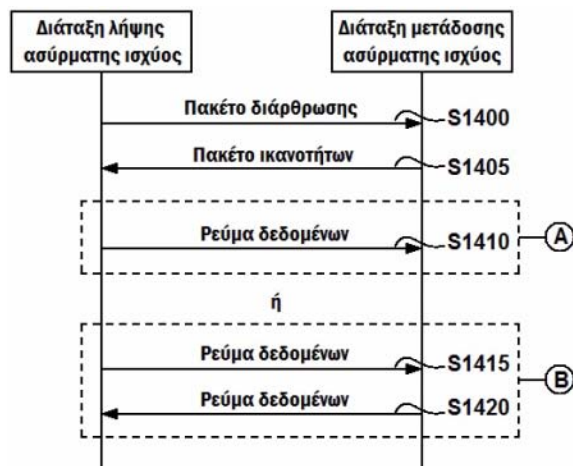 Διάταξη λήψης
ασύρματης ισχύος
Διάταξη μετάδοσης
ασύρματης ισχύος
Πακέτο διάρθρωσης
S1400
Πακέτο ικανοτήτων
S1405
Ρεύμα δεδομένων
S1410
A
ή
Ρεύμα δεδομένων
S1415
Ρεύμα δεδομένων
S1420
B